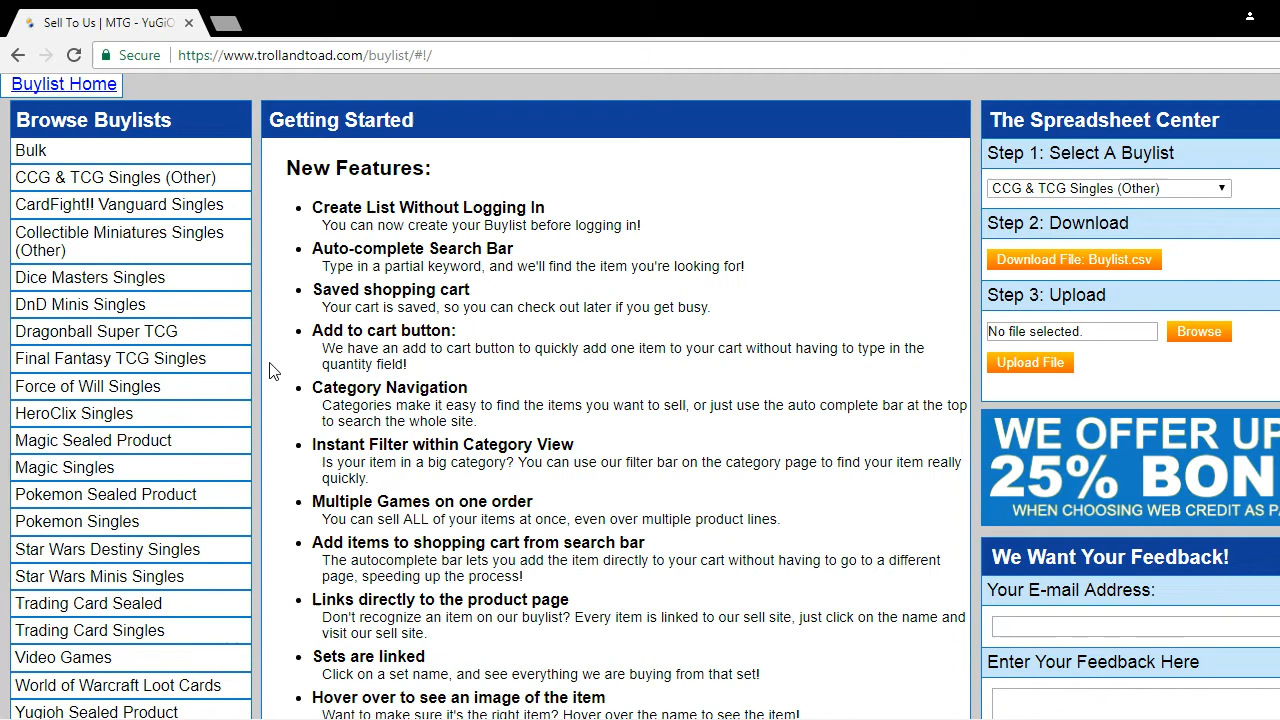 Sell To Us | MTG - YuGiO
Secure
https://www.trollandtoad.com/buylist/#!/
Buylist Home
Browse Buylists
Bulk
CCG & TCG Singles (Other)
CardFight!! Vanguard Singles
Collectible Miniatures Singles
(Other)
Dice Masters Singles
DnD Minis Singles
Dragonball Super TCG
Final Fantasy TCG Singles
Force of Will Singles
HeroClix Singles
Magic Sealed Product
Magic Singles
Pokemon Sealed Product
Pokemon Singles
Star Wars Destiny Singles
Star Wars Minis Singles
Trading Card Sealed
Trading Card Singles
Video Games
World of Warcraft Loot Cards
Yugioh Sealed Product
Getting Started
New Features:
• Create List Without Logging In
You can now create your Buylist before logging in!
• Auto-complete Search Bar
Type in a partial keyword, and we'll find the item you're looking for!
• Saved shopping cart
Your cart is saved, so you can check out later if you get busy.
• Add to cart button:
We have an add to cart button to quickly add one item to your cart without having to type in the
quantity field!
• Category Navigation
Categories make it easy to find the items you want to sell, or just use the auto complete bar at the top
to search the whole site.
• Instant Filter within Category View
Is your item in a big category? You can use our filter bar on the category page to find your item really
quickly.
• Multiple Games on one order
You can sell ALL of your items at once, even over multiple product lines.
• Add items to shopping cart from search bar
The autocomplete bar lets you add the item directly to your cart without having to go to a different
page, speeding up the process!
• Links directly to the product page
Don't recognize an item on our buylist? Every item is linked to our sell site, just click on the name and
visit our sell site.
• Sets are linked
Click on a set name, and see everything we are buying from that set!
• Hover over to see an image of the item
Want to make sure it's the right item? Hover over the name to see the item!
The Spreadsheet Center
Step 1: Select A Buylist
CCG & TCG Singles (Other)
Step 2: Download
Download File: Buylist.csv
Step 3: Upload
No file selected.
Browse
Upload File
WE OFFER UP
25% BON
WHEN CHOOSING WEB CREDIT AS PA
We Want Your Feedback!
Your E-mail Address:
Enter Your Feedback Here